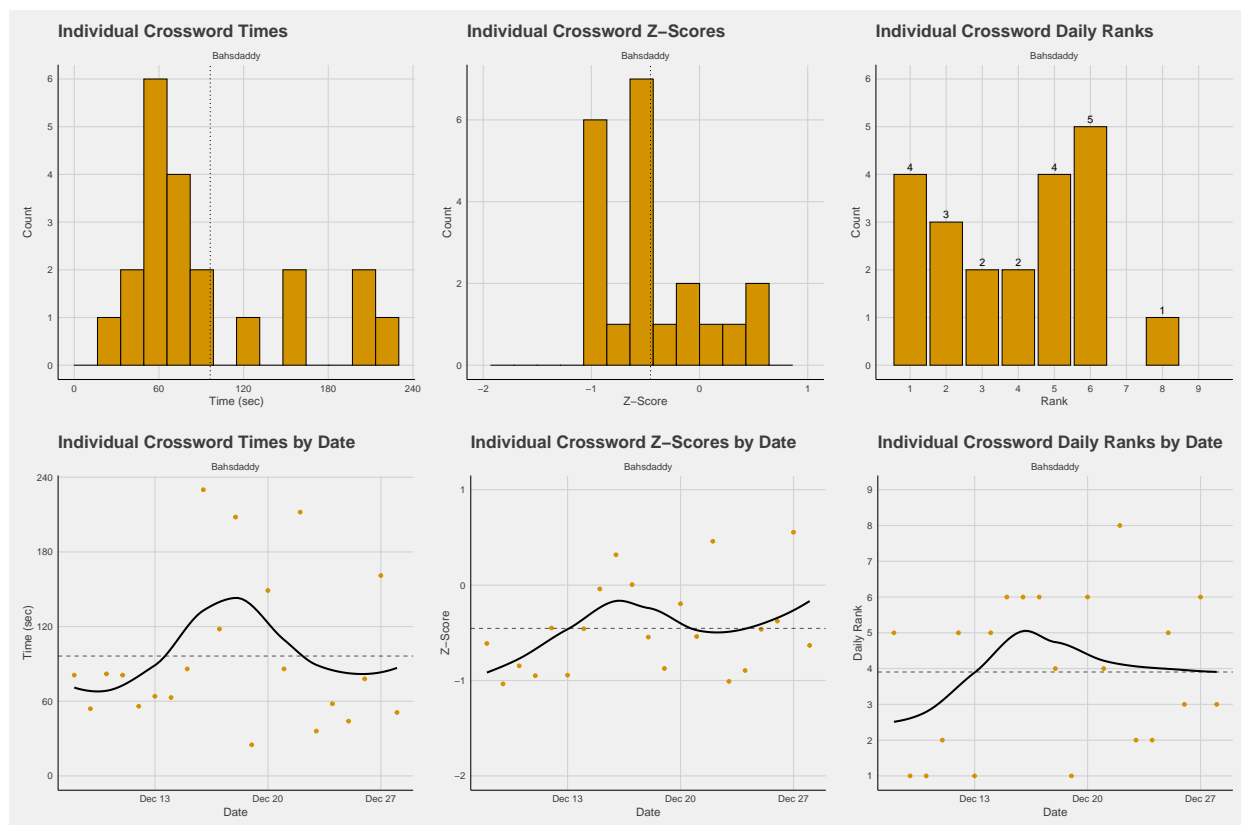 Individual Crossword Times
Bahsdaddy
6
5
4
3
2
1
0
Count
0 60 120 180 240
Time (sec)
Individual Crossword Z−Scores
Bahsdaddy
6
4
2
0
Count
−2 −1 0 1
Z−Score
Individual Crossword Daily Ranks
Bahsdaddy
6
5
4
3
2
1
0
Count
4 3 2 2 4 5 1
1 2 3 4 5 6 7 8 9
Rank
Individual Crossword Times by Date
Bahsdaddy
240
180
120
60
0
Time (sec)
Dec 13 Dec 20 Dec 27
Date
Individual Crossword Z−Scores by Date
Bahsdaddy
1
0
−1
−2
Z−Score
Dec 13 Dec 20 Dec 27
Date
Individual Crossword Daily Ranks by Date
Bahsdaddy
9
8
7
6
5
4
3
2
1
Daily Rank
Dec 13 Dec 20 Dec 27
Date